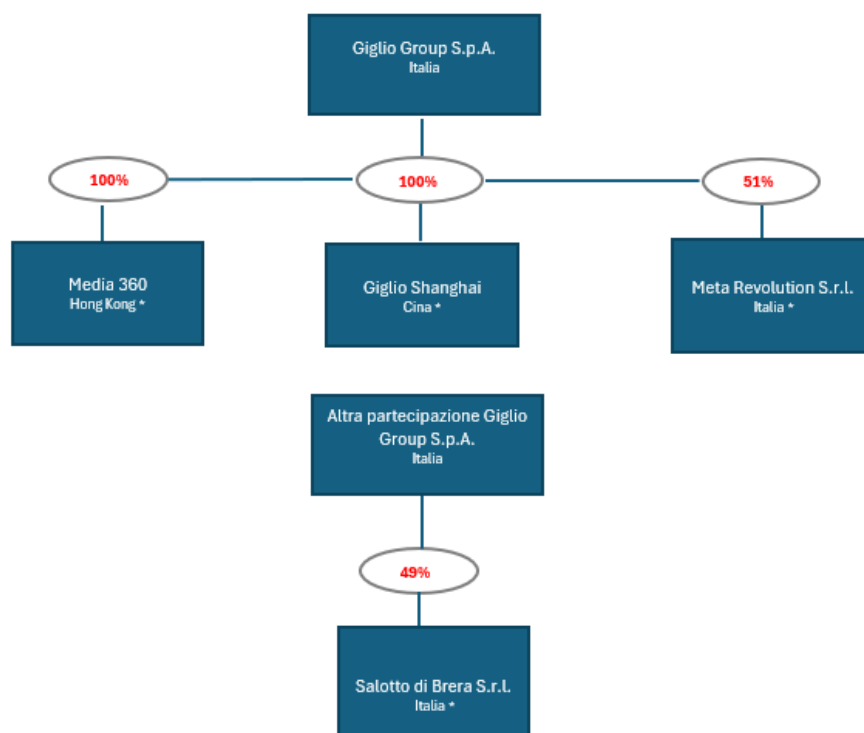 Giglio Group S.p.A.
Italia
100%
100%
51%
Media 360
Hong Kong *
Giglio Shanghai
Cina *
Meta Revolution S.r.l.
Italia *
Altra partecipazione Giglio
Group S.p.A.
Italia
49%
Salotto di Brera S.r.l.
Italia *